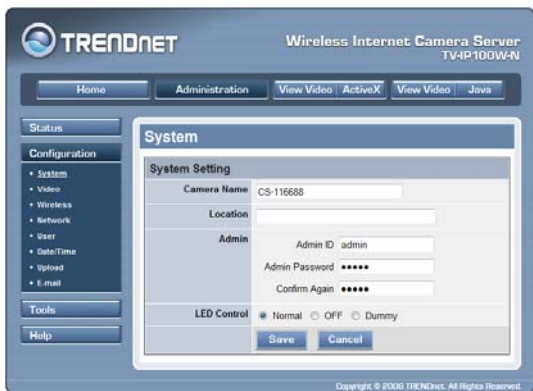 TRENDNET
Wireless Internet Camera Server
TV-IP100W-N
Home
Administration
View Video
ActiveX
View Video
Java
Status
Configuration
• System
• Video
• Wireless
• Network
• User
• Date/Time
• Upload
• E-mail
Tools
Help
System
System Setting
Camera Name CS-116688
Location
Admin
Admin ID admin
Admin Password •••••
Confirm Again •••••
LED Control Normal OFF Dummy
Save Cancel
Copyright © 2006 TRENDnet. All Rights Reserved.